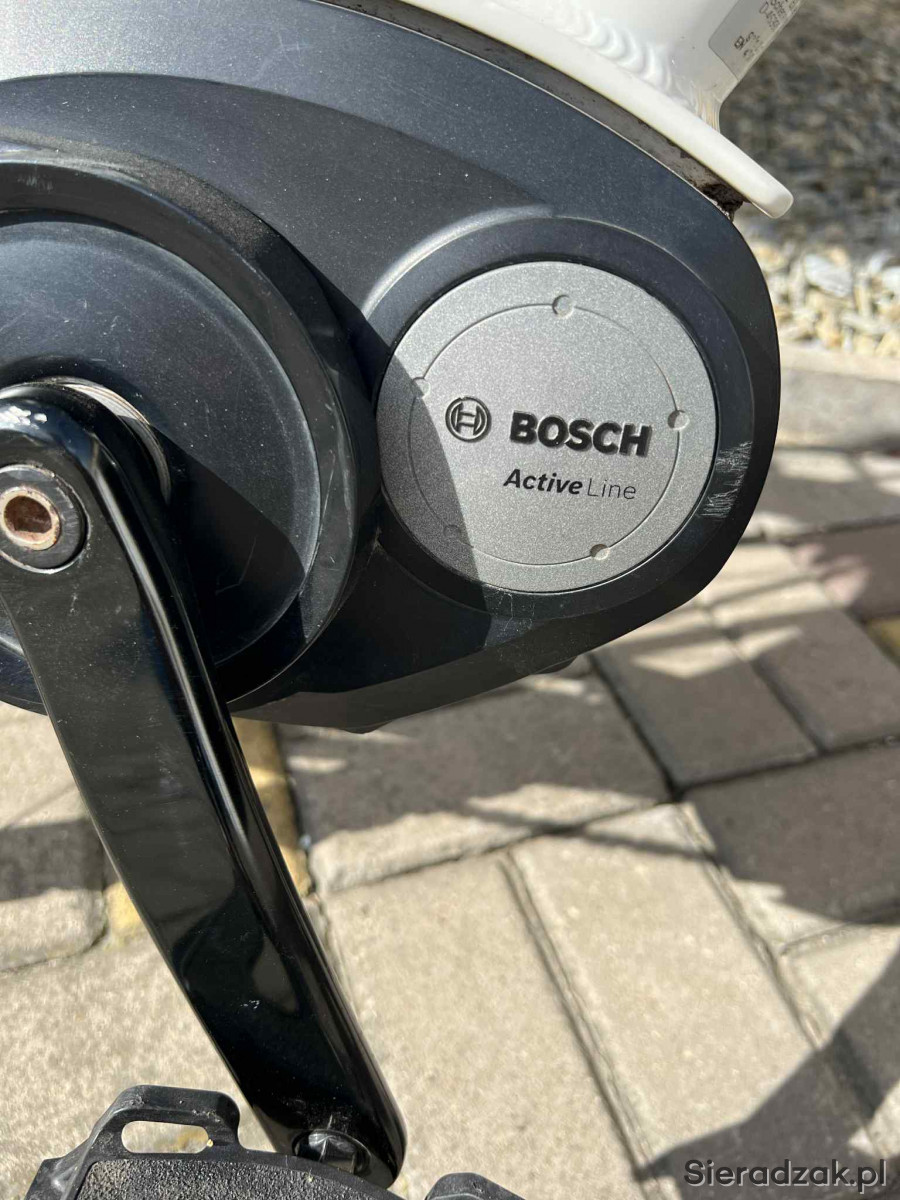 BOSCH
Active Line
Sieradzak.pl